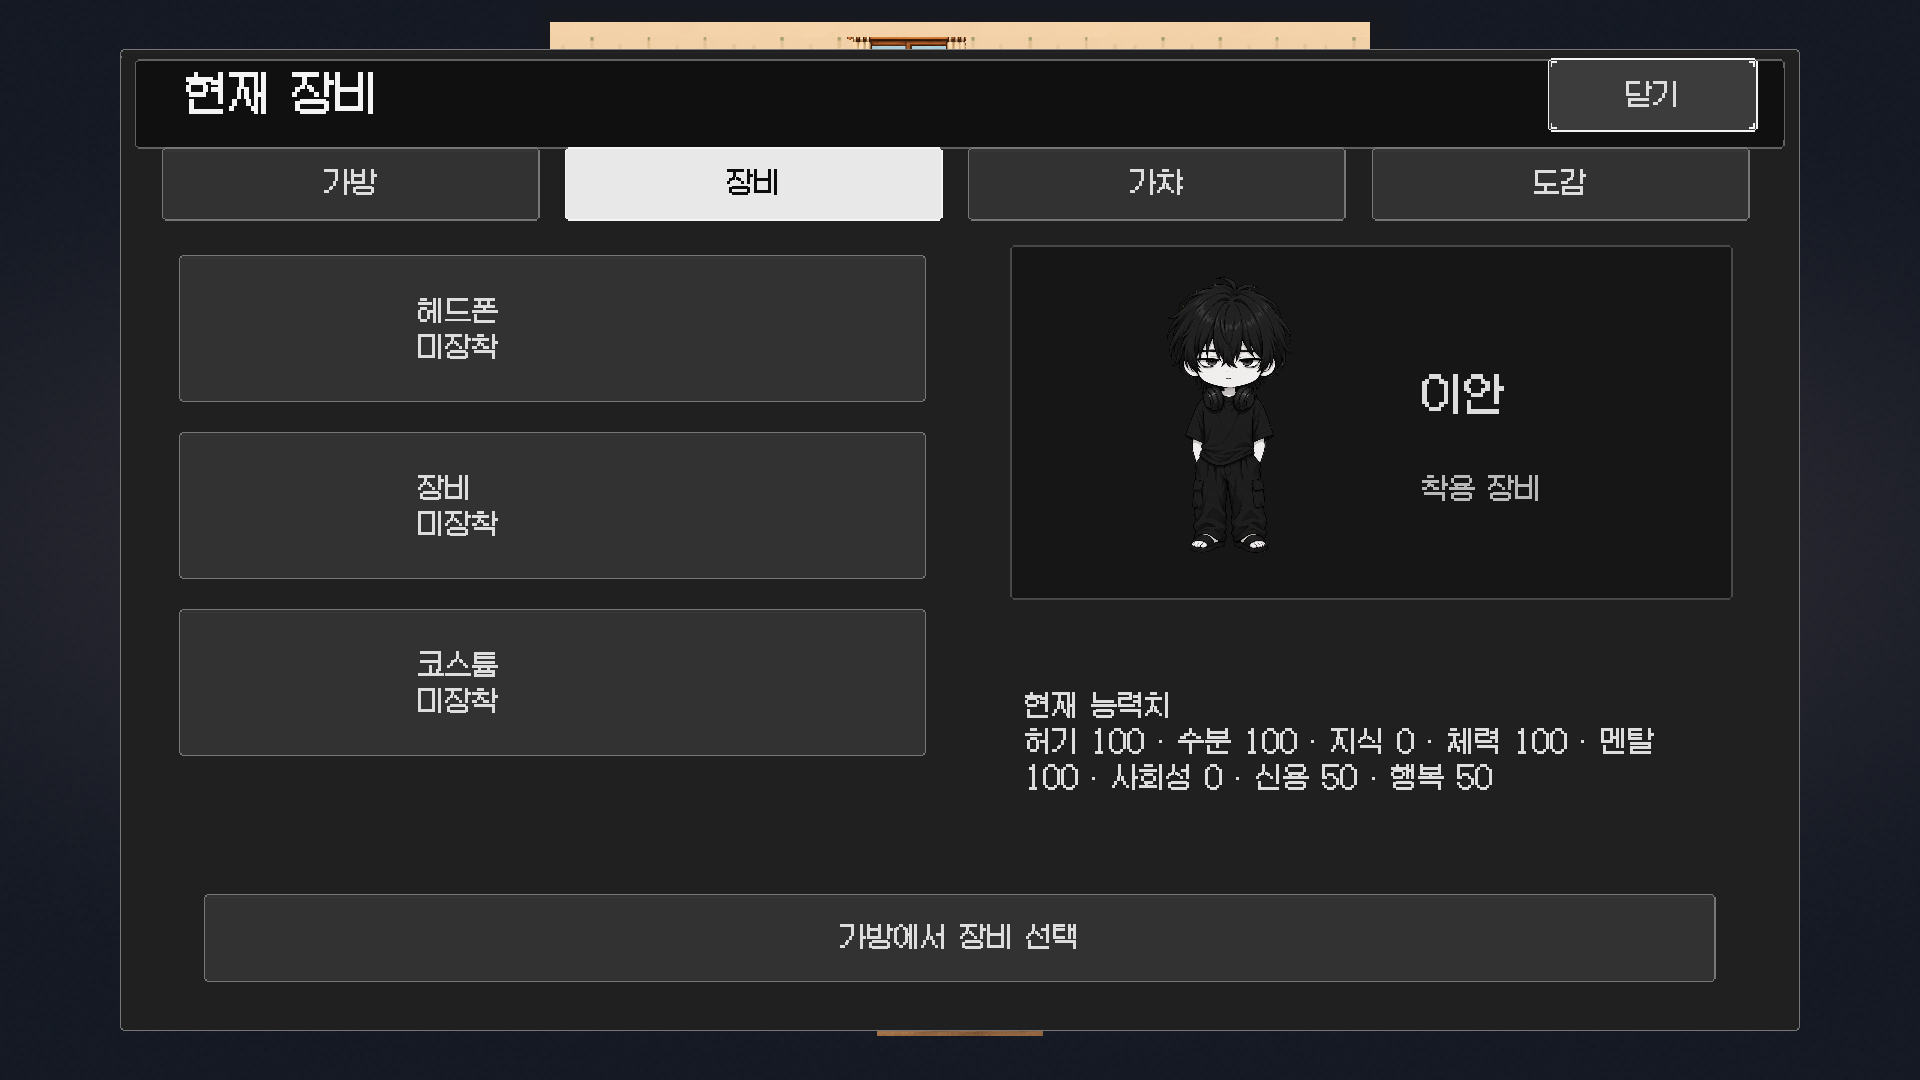 현재 장비
닫기
가방
장비
가챠
도감
헤드폰
미장착
장비
미장착
코스튬
미장착
이안
착용 장비
현재 능력치
허기 100 · 수분 100 · 지식 0 · 체력 100 · 멘탈
100 · 사회성 0 · 신용 50 · 행복 50
가방에서 장비 선택